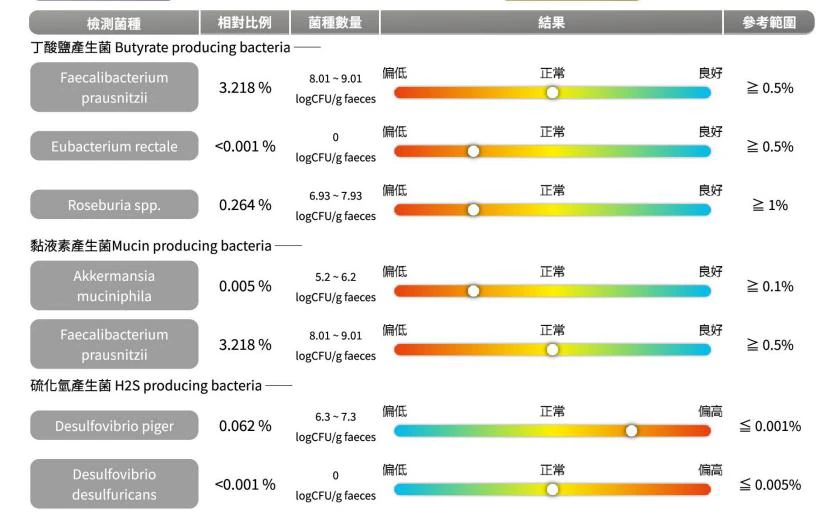 檢測菌種 相對比例 菌種數量 結果 參考範圍
丁酸鹽產生菌 Butyrate producing bacteria
偏低 正常 良好
Faecalibacterium
prausnitzii
3.218 %
8.01 ~ 9.01
logCFU/g faeces
≧ 0.5%
偏低 正常 良好
Eubacterium rectale
<0.001 %
0
logCFU/g faeces
≧ 0.5%
偏低 正常 良好
Roseburia spp.
0.264 %
6.93 ~ 7.93
logCFU/g faeces
≧ 1%
黏液素產生菌Mucin producing bacteria
偏低 正常 良好
Akkermansia
muciniphila
0.005 %
5.2 ~ 6.2
logCFU/g faeces
≧ 0.1%
偏低 正常 良好
Faecalibacterium
prausnitzii
3.218 %
8.01 ~ 9.01
logCFU/g faeces
≧ 0.5%
硫化氫產生菌 H2S producing bacteria
偏低 正常 偏高
Desulfovibrio piger
0.062 %
6.3 ~ 7.3
logCFU/g faeces
≦ 0.001%
偏低 正常 偏高
Desulfovibrio
desulfuricans
<0.001 %
0
logCFU/g faeces
≦ 0.005%